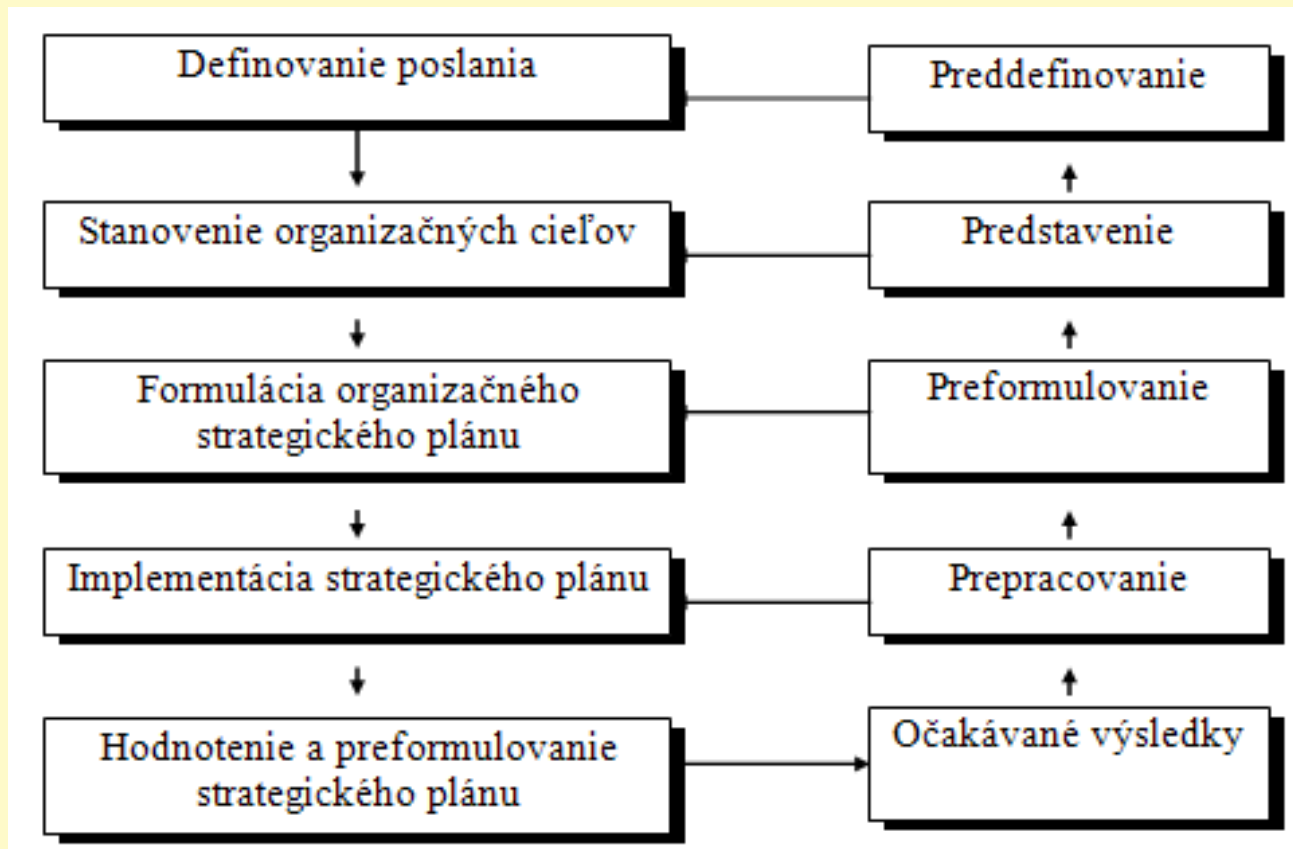 Definovanie poslania
Preddefinovanie
Stanovenie organizačných cieľov
Predstavenie
Formulácia organizačného
strategického plánu
Preformulovanie
Implementácia strategického plánu
Prepracovanie
Hodnotenie a preformulovanie
strategického plánu
Očakávané výsledky